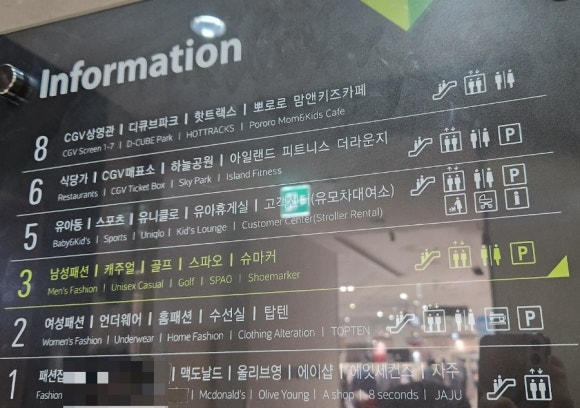 Information
8 CGV상영관 | 디큐브파크 | 핫트랙스 | 뽀로로 맘앤키즈카페
CGV Screen 1-7 | D-CUBE Park | HOTTRACKS | Pororo Mom&Kids Cafe
P
6 식당가 | CGV매표소 | 하늘공원 | 아일랜드 피트니스 더라운지
Restaurants | CGV Ticket Box | Sky Park | Island Fitness
P
5 유아동 | 스포츠 | 유니클로 | 유아휴게실 | 고객센터(유모차대여소)
Baby&Kid's | Sports | Uniqlo | Kid's Lounge | Customer Center(Stroller Rental)
P
i
3 남성패션 | 캐주얼 | 골프 | 스파오 | 슈마커
Men's Fashion | Unisex Casual | Golf | SPAO | Shoemarker
P
2 여성패션 | 언더웨어 | 홈패션 | 수선실 | 탑텐
Women's Fashion | Underwear | Home Fashion | Clothing Alteration | TOPTEN
P
1 패션잡 | 맥도날드 | 올리브영 | 에이샵 | 에잇세컨즈 | 자주
Fashion | Mcdonald's | Olive Young | A shop | 8 seconds | JAJU